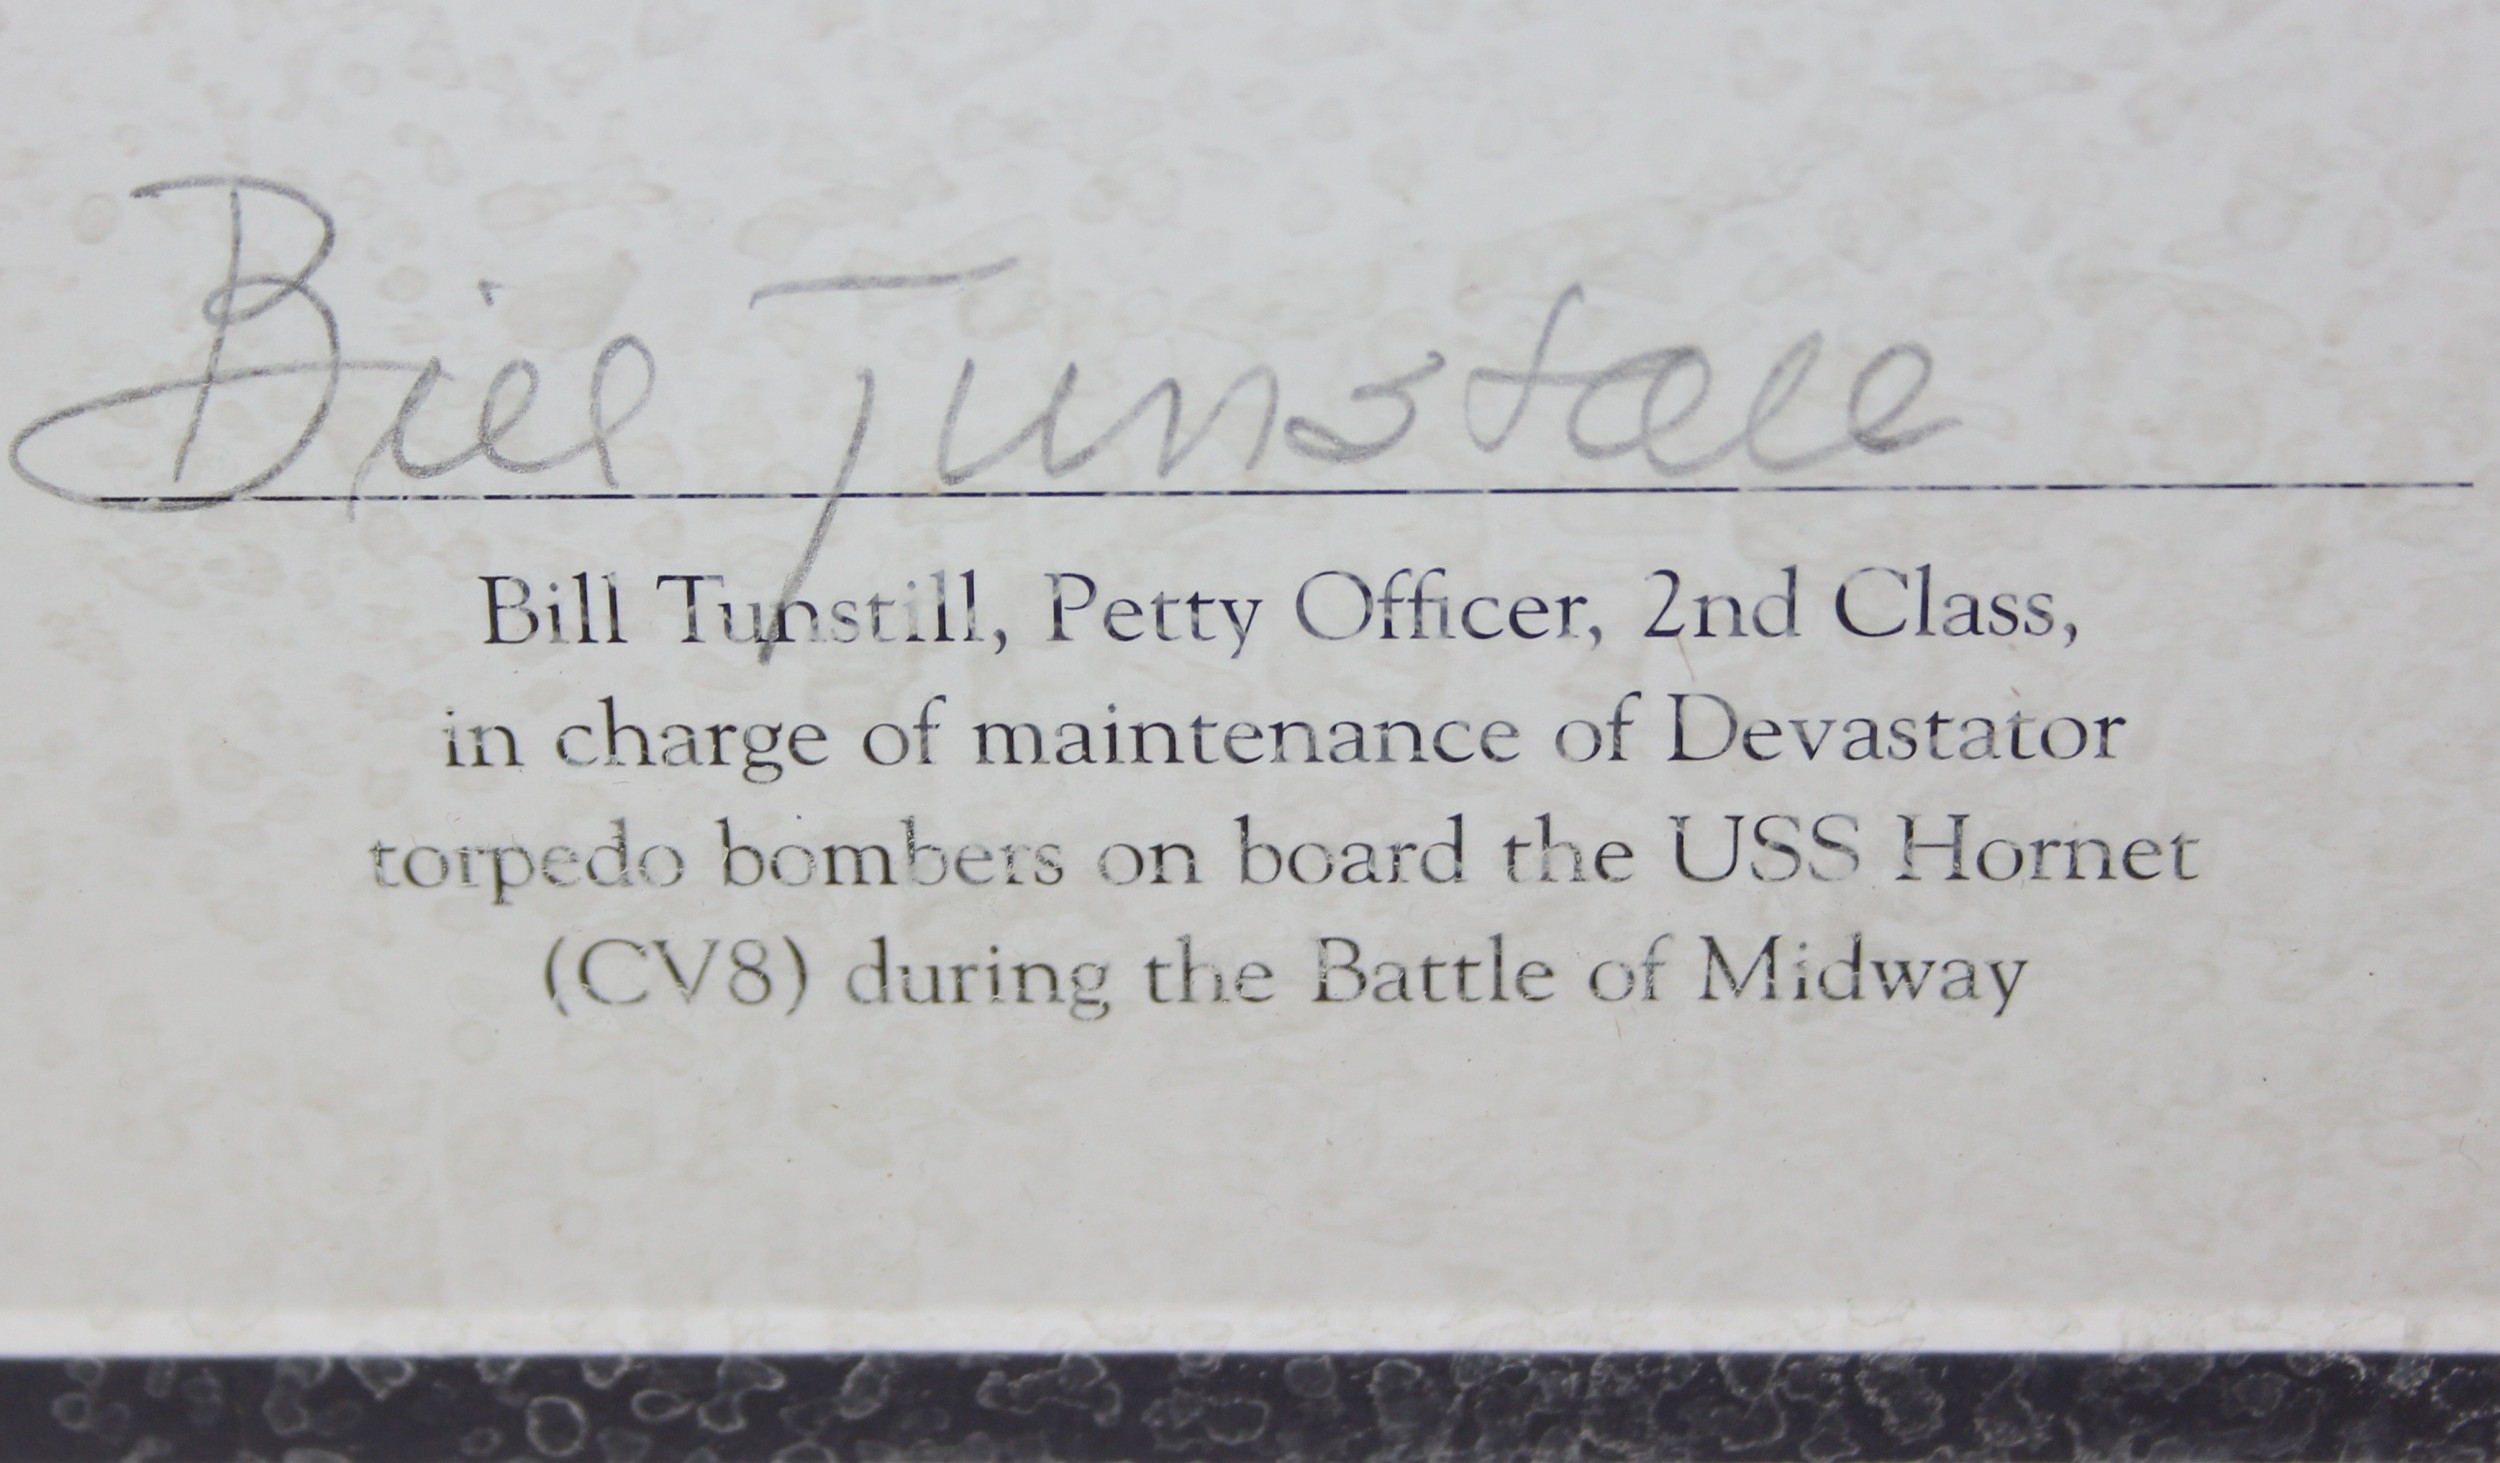 Bill Tunstall
Bill Tunstill, Petty Officer, 2nd Class,
in charge of maintenance of Devastator
torpedo bombers on board the USS Hornet
(CV8) during the Battle of Midway